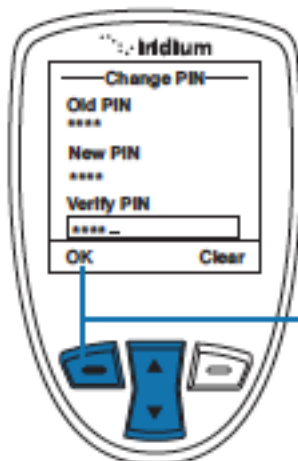 iridium
Change PIN
Old PIN
****
New PIN
****
Verify PIN
****_
OK Clear